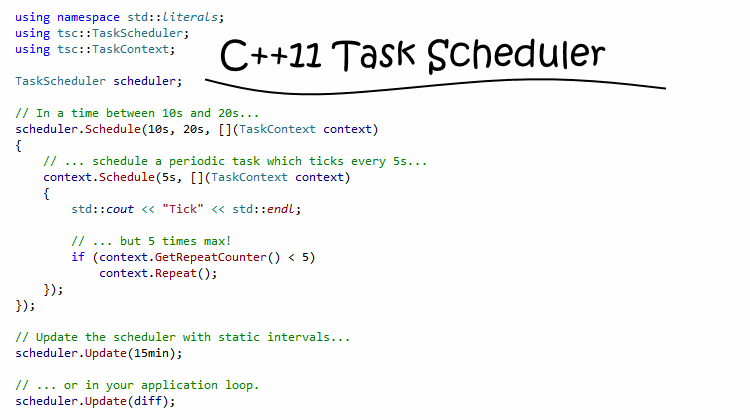 using namespace std::literals;
using tsc::TaskScheduler;
using tsc::TaskContext;
C++11 Task Scheduler
TaskScheduler scheduler;
// In a time between 10s and 20s...
scheduler.Schedule(10s, 20s, [](TaskContext context)
{
    // ... schedule a periodic task which ticks every 5s...
    context.Schedule(5s, [](TaskContext context)
    {
        std::cout << "Tick" << std::endl;
        // ... but 5 times max!
        if (context.GetRepeatCounter() < 5)
            context.Repeat();
    });
});
// Update the scheduler with static intervals...
scheduler.Update(15min);
// ... or in your application loop.
scheduler.Update(diff);